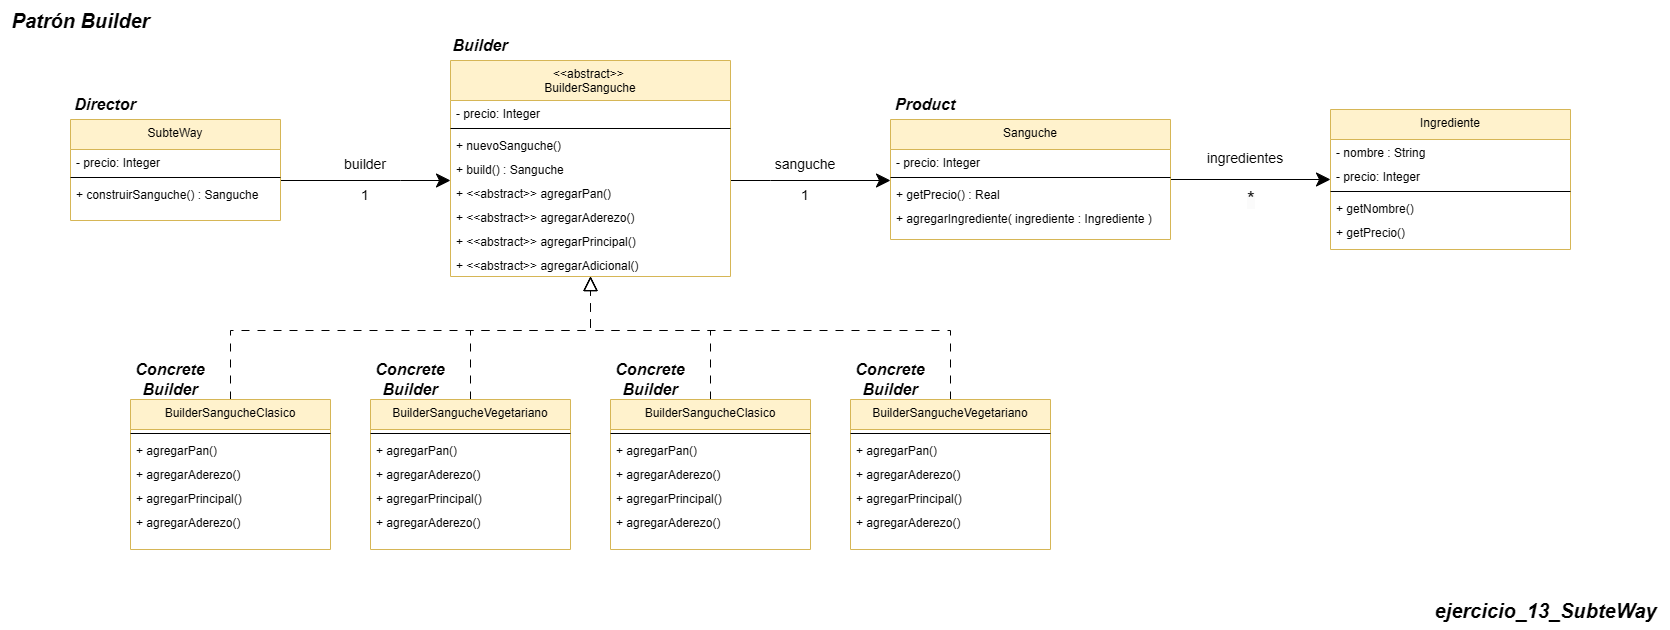 Patrón Builder
Director
SubteWay
- precio: Integer
+ construirSanguche() : Sanguche
builder
1
Builder
<<abstract>>
BuilderSanguche
- precio: Integer
+ nuevoSanguche()
+ build() : Sanguche
+ <<abstract>> agregarPan()
+ <<abstract>> agregarAderezo()
+ <<abstract>> agregarPrincipal()
+ <<abstract>> agregarAdicional()
sanguche
1
Product
Sanguche
- precio: Integer
+ getPrecio() : Real
+ agregarIngrediente( ingrediente : Ingrediente )
ingredientes
*
Ingrediente
- nombre : String
- precio: Integer
+ getNombre()
+ getPrecio()
Concrete
Builder
BuilderSangucheClasico
+ agregarPan()
+ agregarAderezo()
+ agregarPrincipal()
+ agregarAderezo()
Concrete
Builder
BuilderSangucheVegetariano
+ agregarPan()
+ agregarAderezo()
+ agregarPrincipal()
+ agregarAderezo()
Concrete
Builder
BuilderSangucheClasico
+ agregarPan()
+ agregarAderezo()
+ agregarPrincipal()
+ agregarAderezo()
Concrete
Builder
BuilderSangucheVegetariano
+ agregarPan()
+ agregarAderezo()
+ agregarPrincipal()
+ agregarAderezo()
ejercicio_13_SubteWay